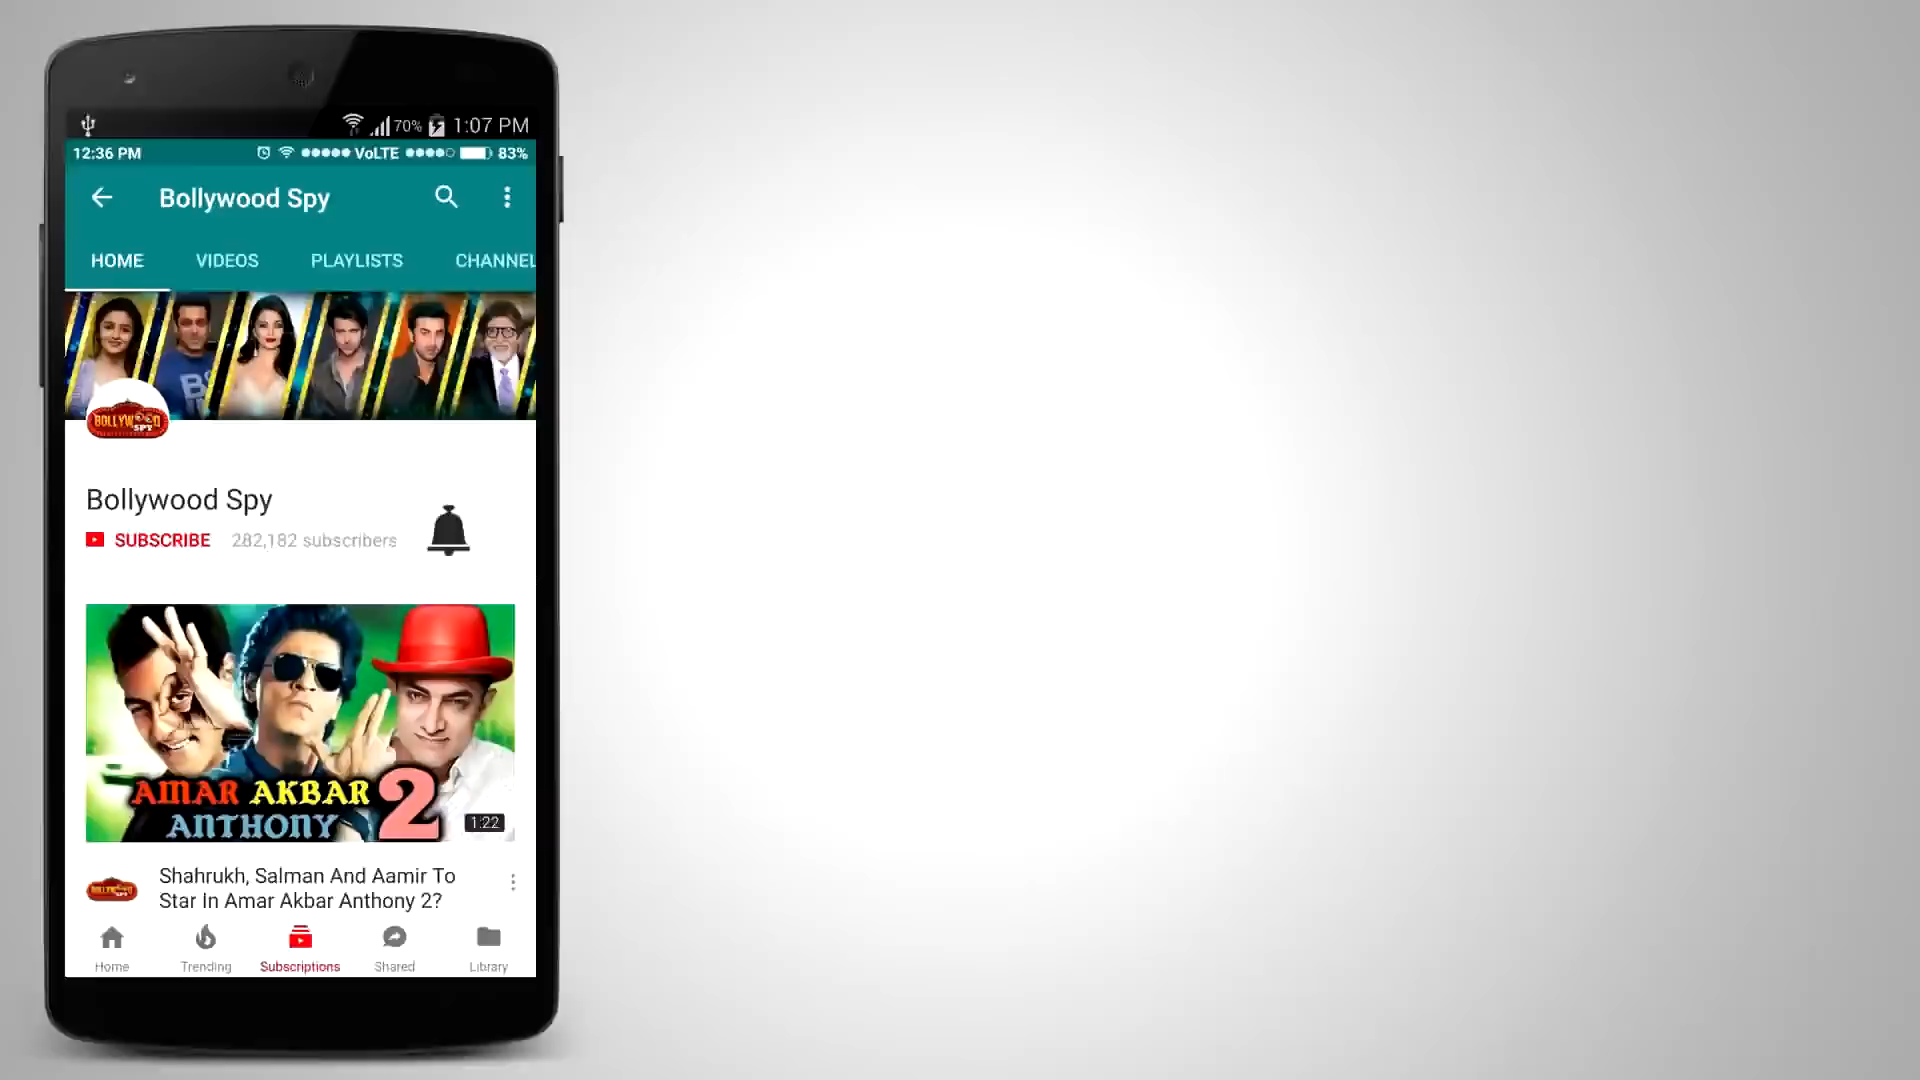 70% 1:07 PM
12:36 PM VoLTE 83%
Bollywood Spy
HOME VIDEOS PLAYLISTS CHANNEL
BOLLYWOOD
SPY
Bollywood Spy
SUBSCRIBE 282,182 subscribers
AMAR AKBAR 2
ANTHONY
1:22
Shahrukh, Salman And Aamir To
Star In Amar Akbar Anthony 2?
Home Trending Subscriptions Shared Library